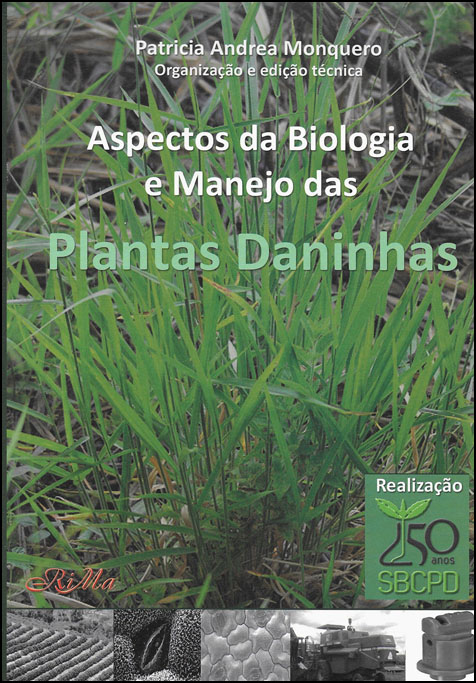 Patricia Andrea Monquero
Organização e edição técnica
Aspectos da Biologia
e Manejo das
Plantas Daninhas
Realização
50
anos
SBCPD
RiMa